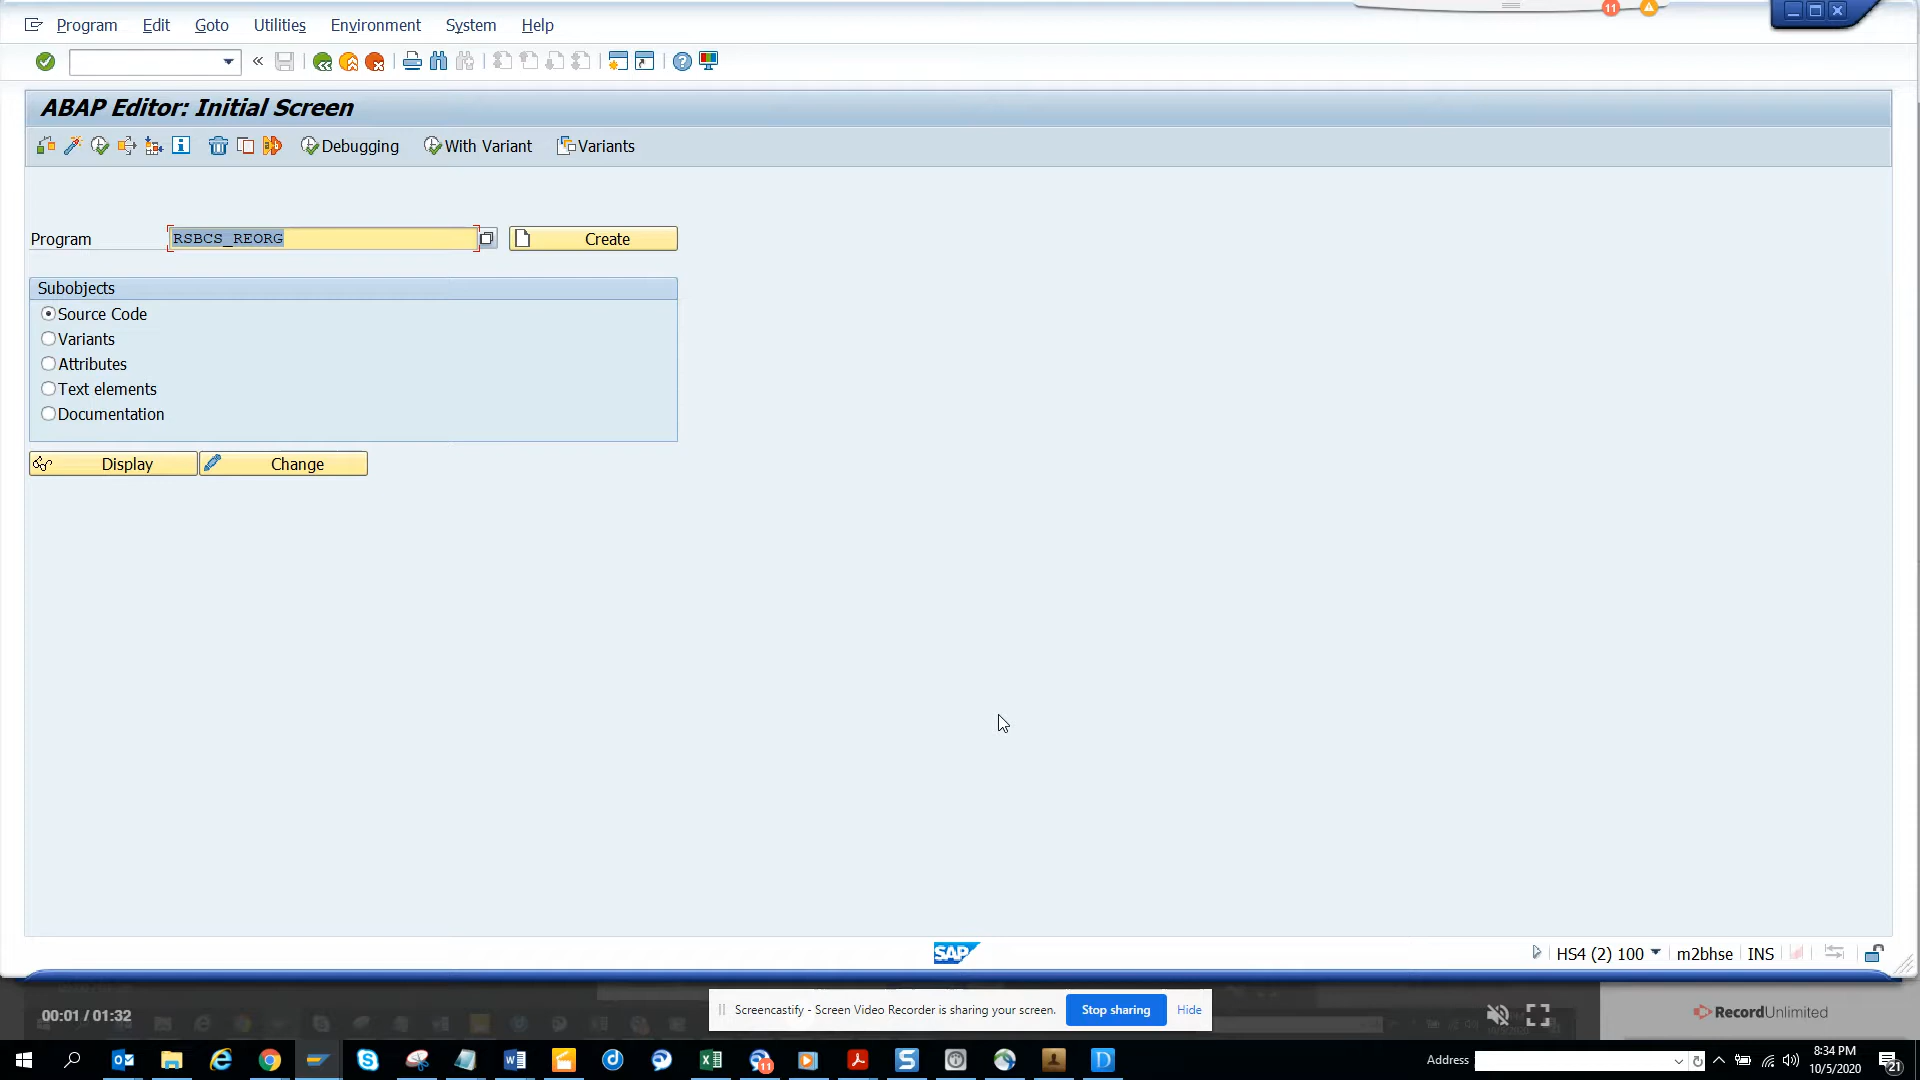 Program Edit Goto Utilities Environment System Help
11
ABAP Editor: Initial Screen
Debugging With Variant Variants
Program RSBCS_REORG Create
Subobjects
Source Code
Variants
Attributes
Text elements
Documentation
Display Change
SAP
HS4 (2) 100 m2bhse INS
00:01 / 01:32
Screencastify - Screen Video Recorder is sharing your screen. Stop sharing Hide
RecordUnlimited
11
Address
8:34 PM
10/5/2020
21